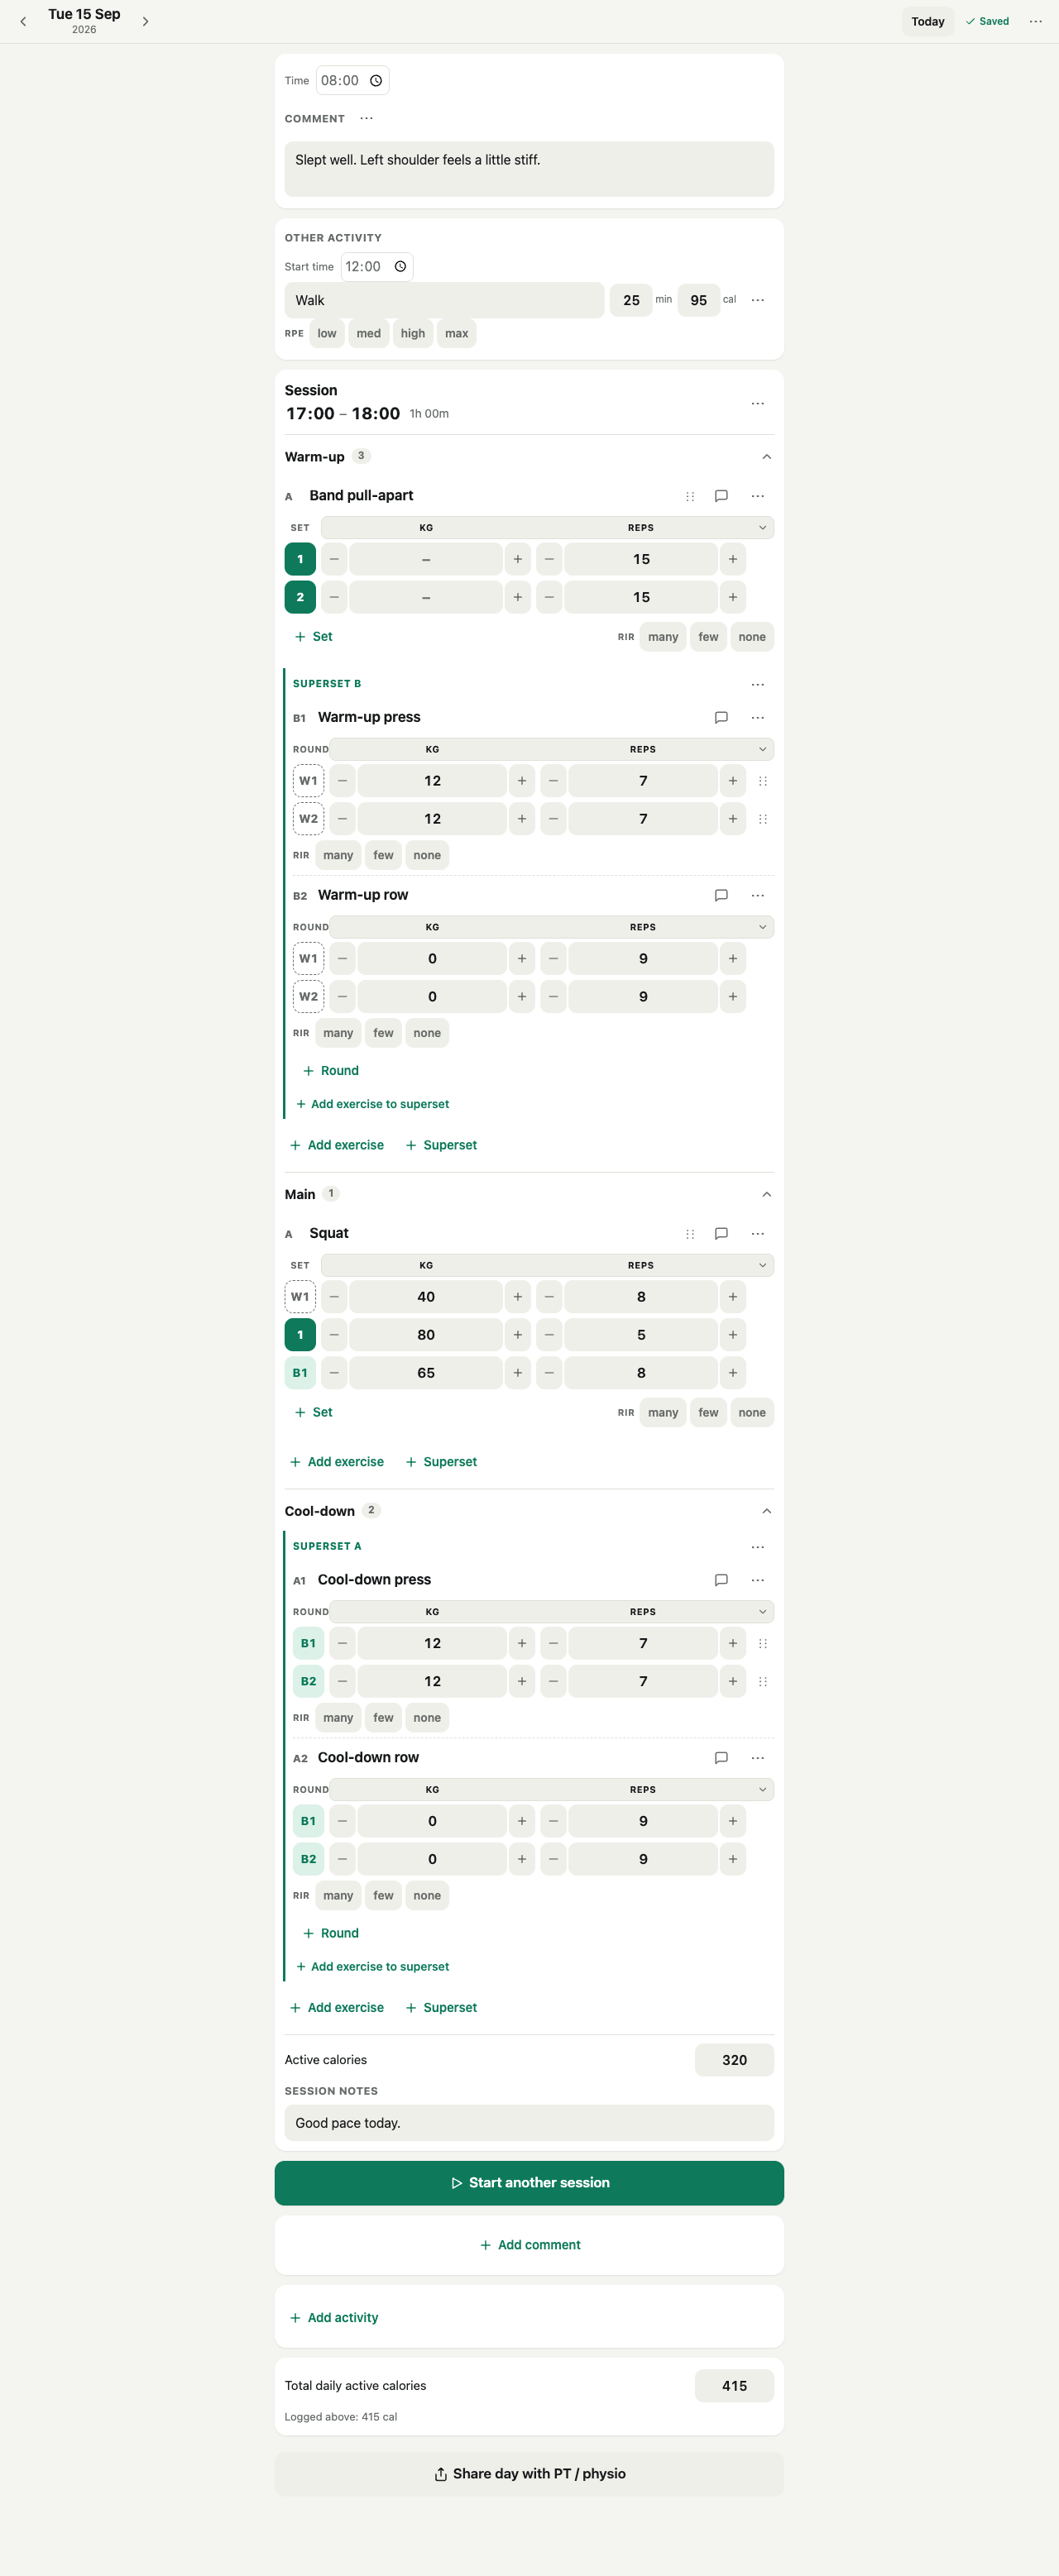 Tue 15 Sep
2026
Today
Saved
Time 08:00
COMMENT
Slept well. Left shoulder feels a little stiff.
OTHER ACTIVITY
Start time 12:00
Walk 25 min 95 cal
RPE low med high max
Session
17:00 – 18:00 1h 00m
Warm-up 3
A Band pull-apart
SET KG REPS
1 − – + − 15 +
2 − – + − 15 +
+ Set RIR many few none
SUPERSET B
B1 Warm-up press
ROUND KG REPS
W1 − 12 + − 7 +
W2 − 12 + − 7 +
RIR many few none
B2 Warm-up row
ROUND KG REPS
W1 − 0 + − 9 +
W2 − 0 + − 9 +
RIR many few none
+ Round
+ Add exercise to superset
+ Add exercise + Superset
Main 1
A Squat
SET KG REPS
W1 − 40 + − 8 +
1 − 80 + − 5 +
B1 − 65 + − 8 +
+ Set RIR many few none
+ Add exercise + Superset
Cool-down 2
SUPERSET A
A1 Cool-down press
ROUND KG REPS
B1 − 12 + − 7 +
B2 − 12 + − 7 +
RIR many few none
A2 Cool-down row
ROUND KG REPS
B1 − 0 + − 9 +
B2 − 0 + − 9 +
RIR many few none
+ Round
+ Add exercise to superset
+ Add exercise + Superset
Active calories 320
SESSION NOTES
Good pace today.
Start another session
+ Add comment
+ Add activity
Total daily active calories 415
Logged above: 415 cal
Share day with PT / physio